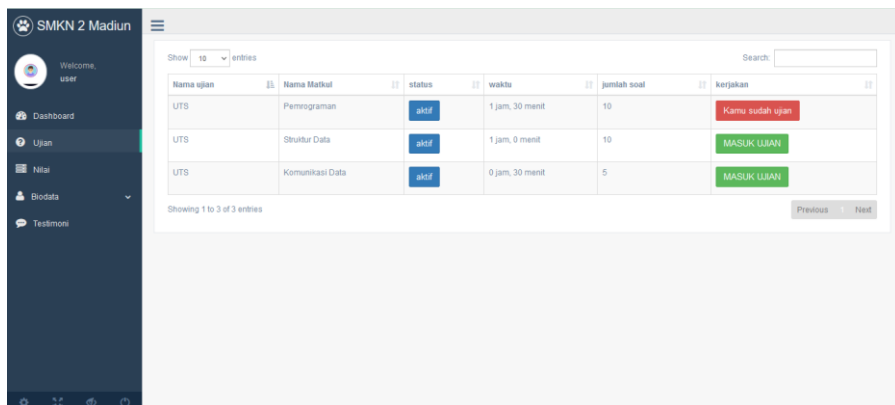 SMKN 2 Madiun
Welcome,
user
Dashboard
Ujian
Nilai
Biodata
Testimoni
Show 10 entries
Search:
Nama ujian Nama Matkul status waktu jumlah soal kerjakan
UTS Pemrograman aktif 1 jam, 30 menit 10 Kamu sudah ujian
UTS Struktur Data aktif 1 jam, 0 menit 10 MASUK UJIAN
UTS Komunikasi Data aktif 0 jam, 30 menit 5 MASUK UJIAN
Showing 1 to 3 of 3 entries
Previous 1 Next